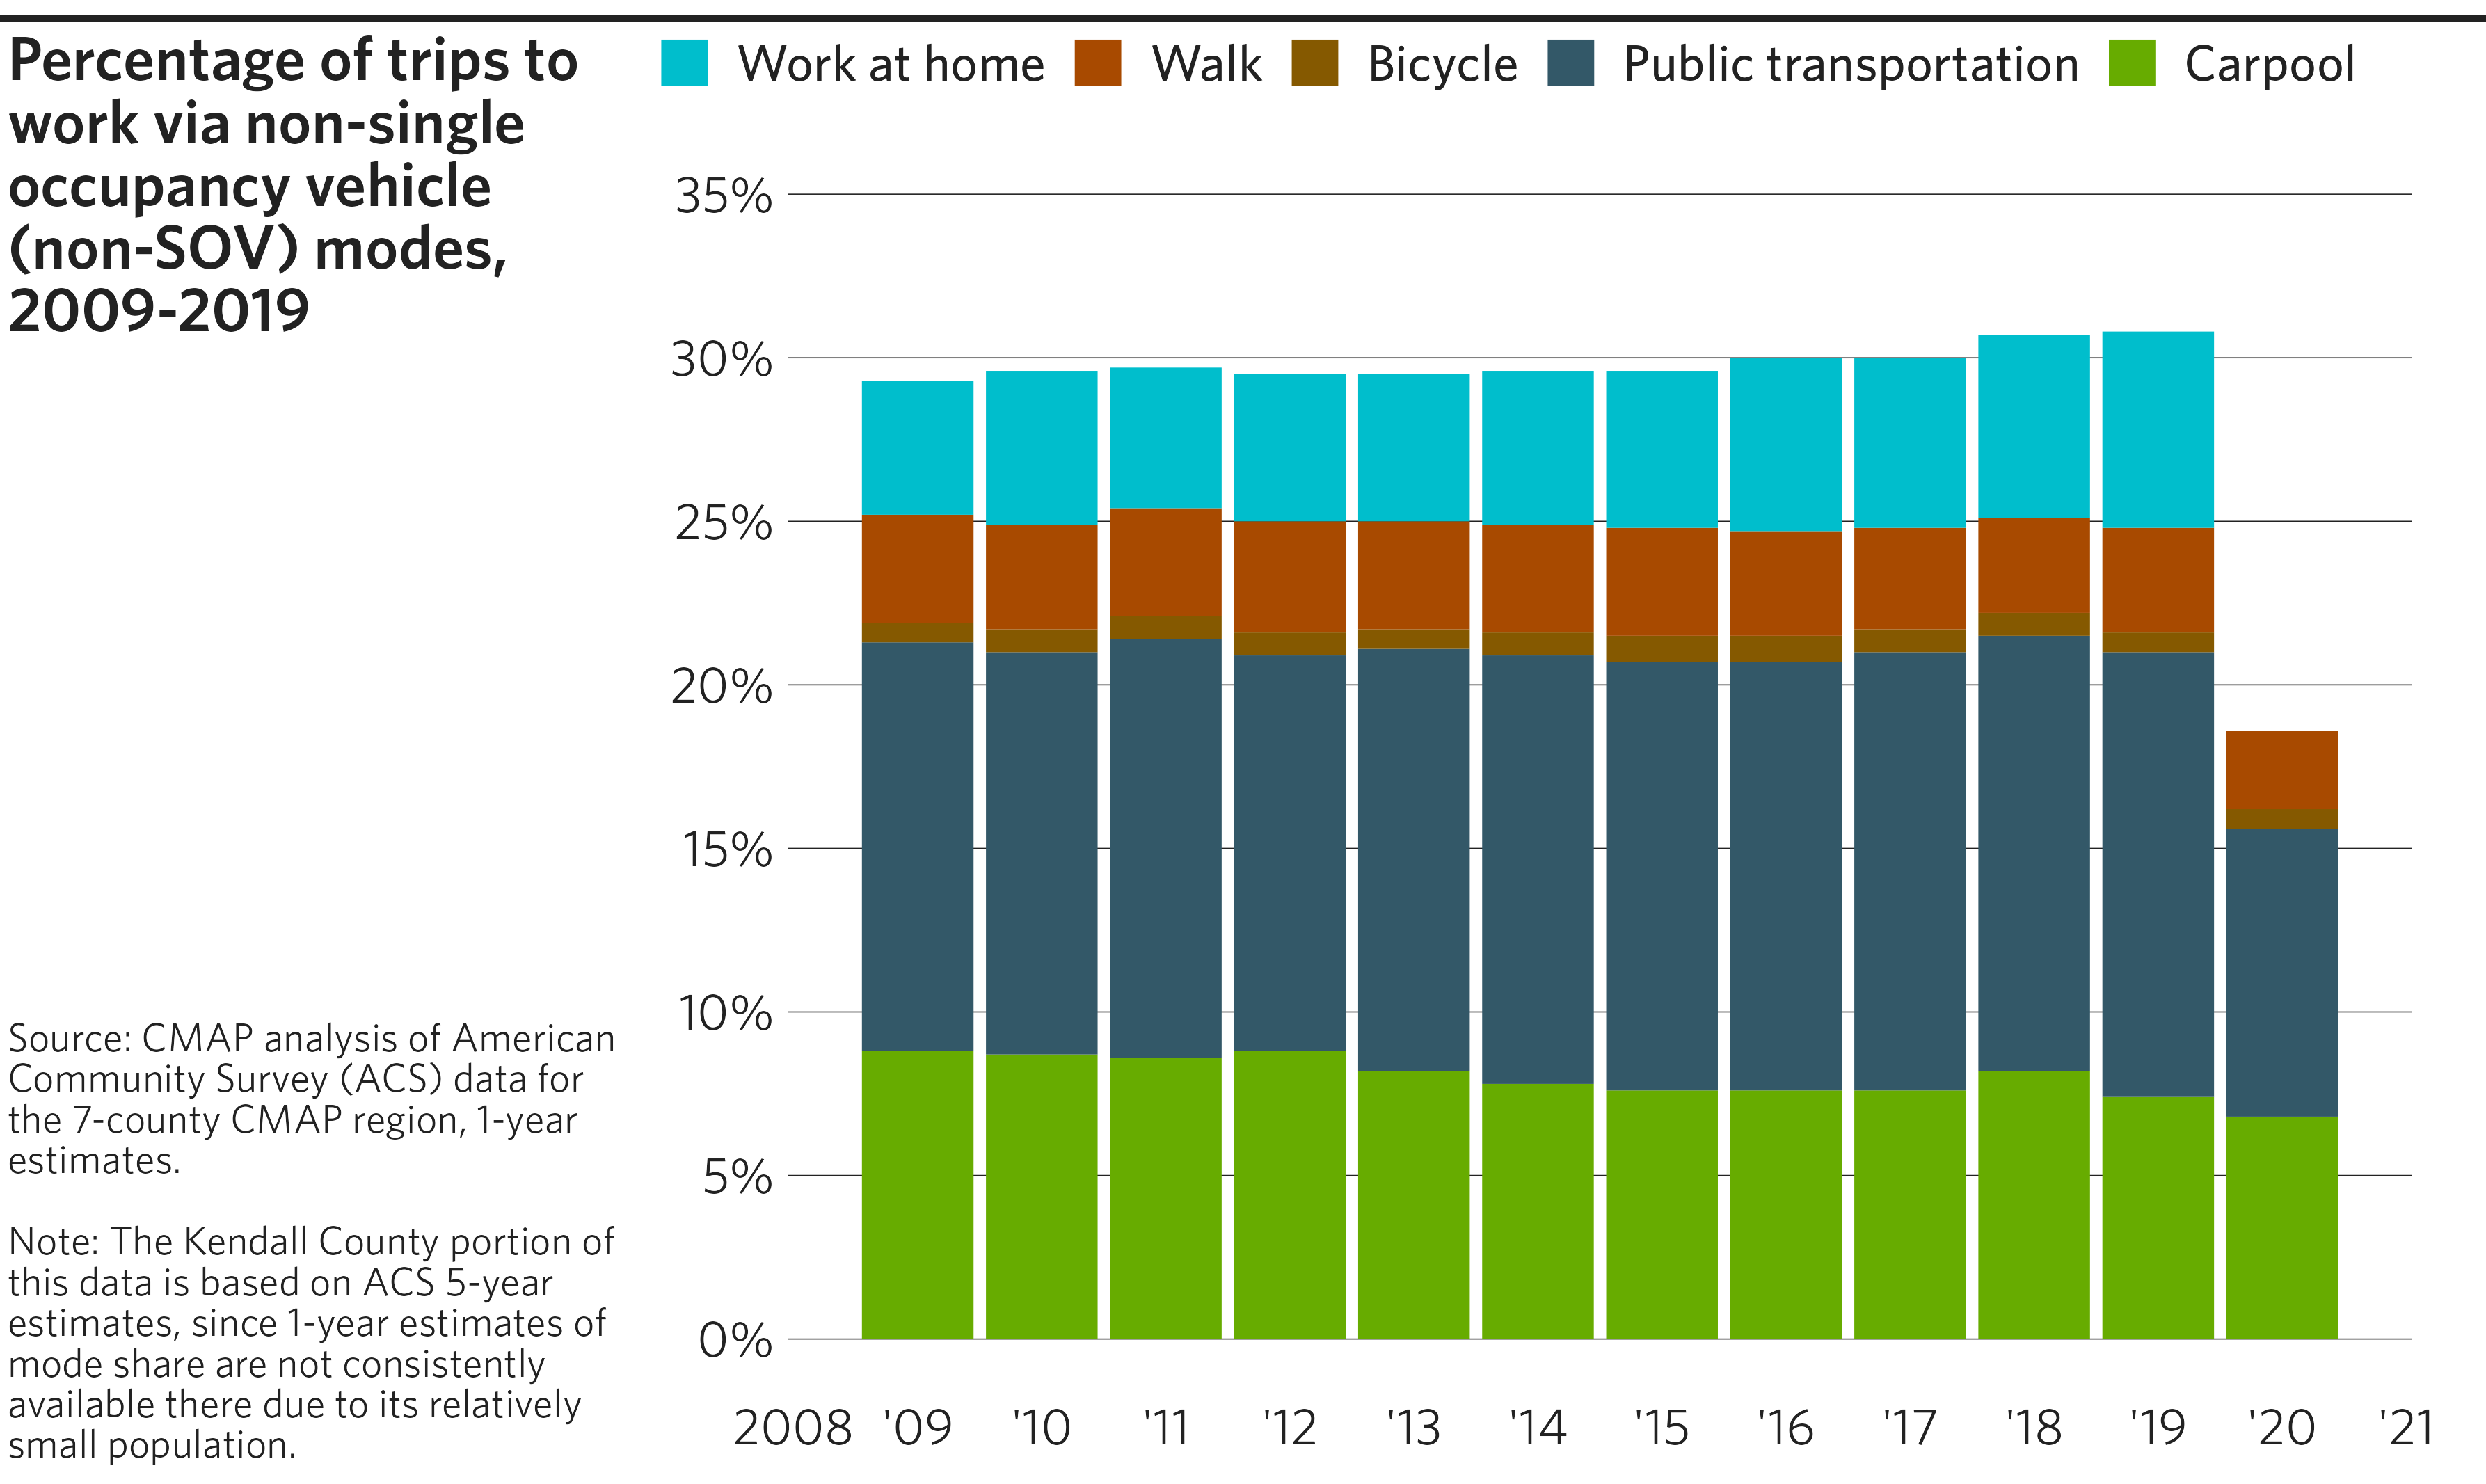 Percentage of trips to
work via non-single
occupancy vehicle
(non-SOV) modes,
2009-2019
Work at home Walk Bicycle Public transportation Carpool
35%
30%
25%
20%
15%
10%
5%
0%
2008 '09 '10 '11 '12 '13 '14 '15 '16 '17 '18 '19 '20 '21
Source: CMAP analysis of American
Community Survey (ACS) data for
the 7-county CMAP region, 1-year
estimates.
Note: The Kendall County portion of
this data is based on ACS 5-year
estimates, since 1-year estimates of
mode share are not consistently
available there due to its relatively
small population.